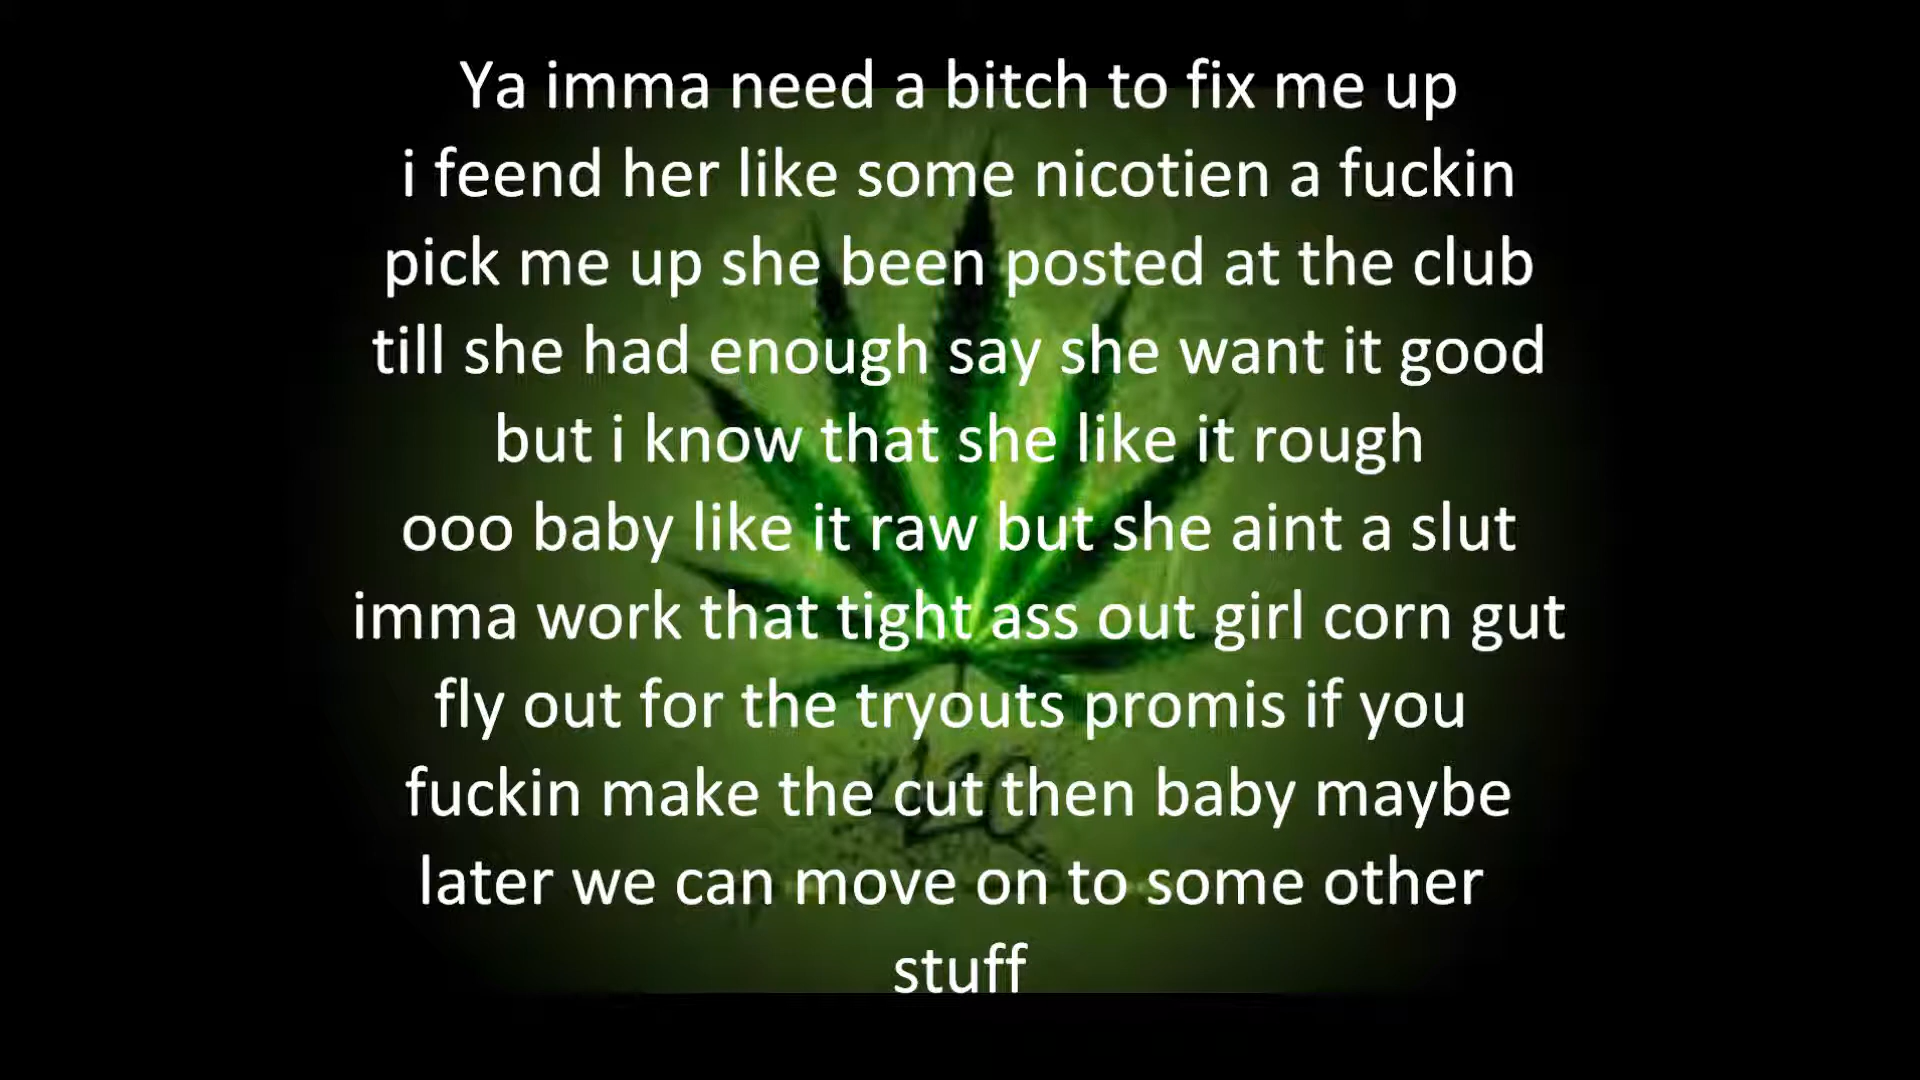 Ya imma need a bitch to fix me up
i feend her like some nicotien a fuckin
pick me up she been posted at the club
till she had enough say she want it good
but i know that she like it rough
ooo baby like it raw but she aint a slut
imma work that tight ass out girl corn gut
fly out for the tryouts promis if you
fuckin make the cut then baby maybe
later we can move on to some other
stuff
420